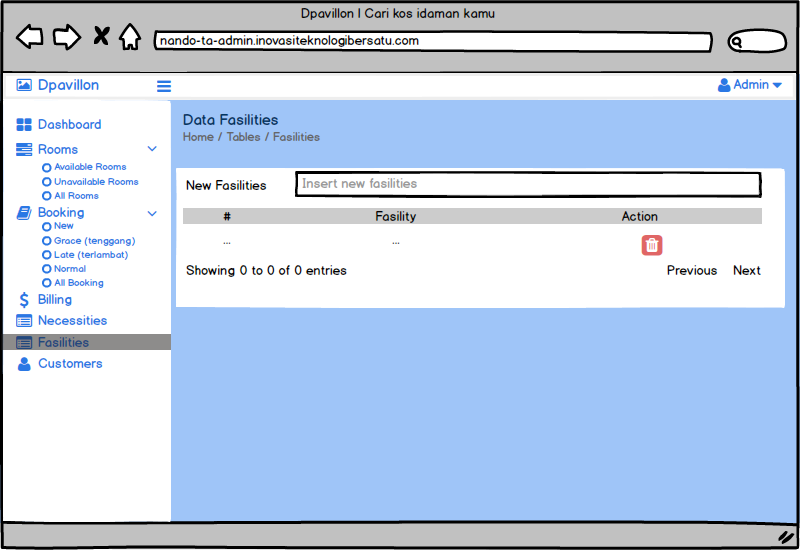 Dpavillon | Cari kos idaman kamu
nando-ta-admin.inovasiteknologibersatu.com
Dpavillon
Admin
Dashboard
Rooms
Available Rooms
Unavailable Rooms
All Rooms
Booking
New
Grace (tenggang)
Late (terlambat)
Normal
All Booking
Billing
Necessities
Fasilities
Customers
Data Fasilities
Home / Tables / Fasilities
New Fasilities
Insert new fasilities
# Fasility Action
... ...
Showing 0 to 0 of 0 entries
Previous Next